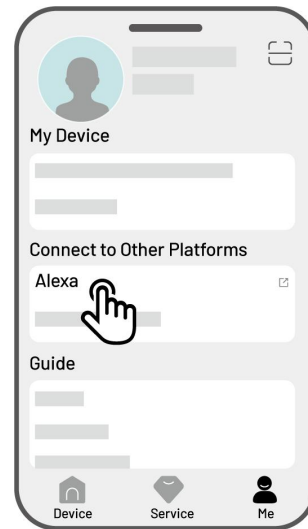 My Device
Connect to Other Platforms
Alexa
Guide
Device Service Me